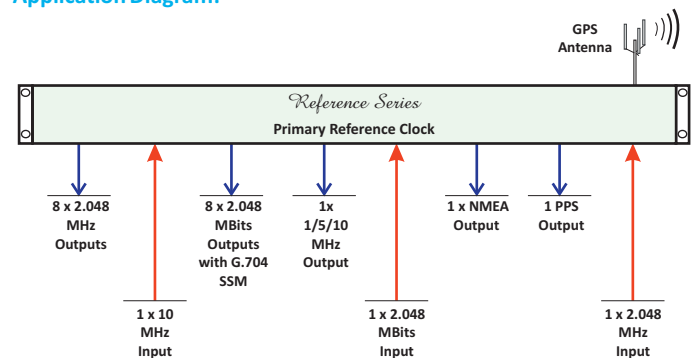 Application Diagram:
GPS
Antenna
Reference Series
Primary Reference Clock
8 x 2.048
MHz
Outputs
8 x 2.048
MBits
Outputs
with G.704
SSM
1x
1/5/10
MHz
Output
1 x NMEA
Output
1 PPS
Output
1 x 10
MHz
Input
1 x 2.048
MBits
Input
1 x 2.048
MHz
Input